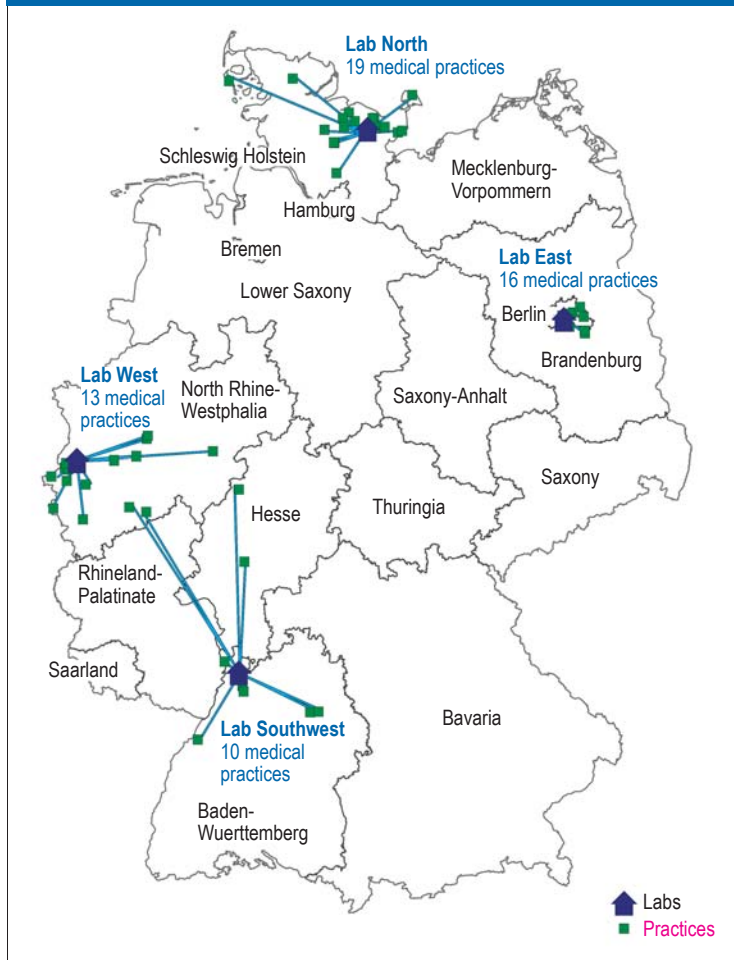 Lab North
19 medical practices
Schleswig Holstein
Mecklenburg-
Vorpommern
Hamburg
Bremen
Lab East
16 medical practices
Lower Saxony
Berlin
Brandenburg
Lab West
13 medical
practices
North Rhine-
Westphalia
Saxony-Anhalt
Saxony
Hesse
Thuringia
Rhineland-
Palatinate
Saarland
Lab Southwest
10 medical
practices
Bavaria
Baden-
Wuerttemberg
Labs
Practices